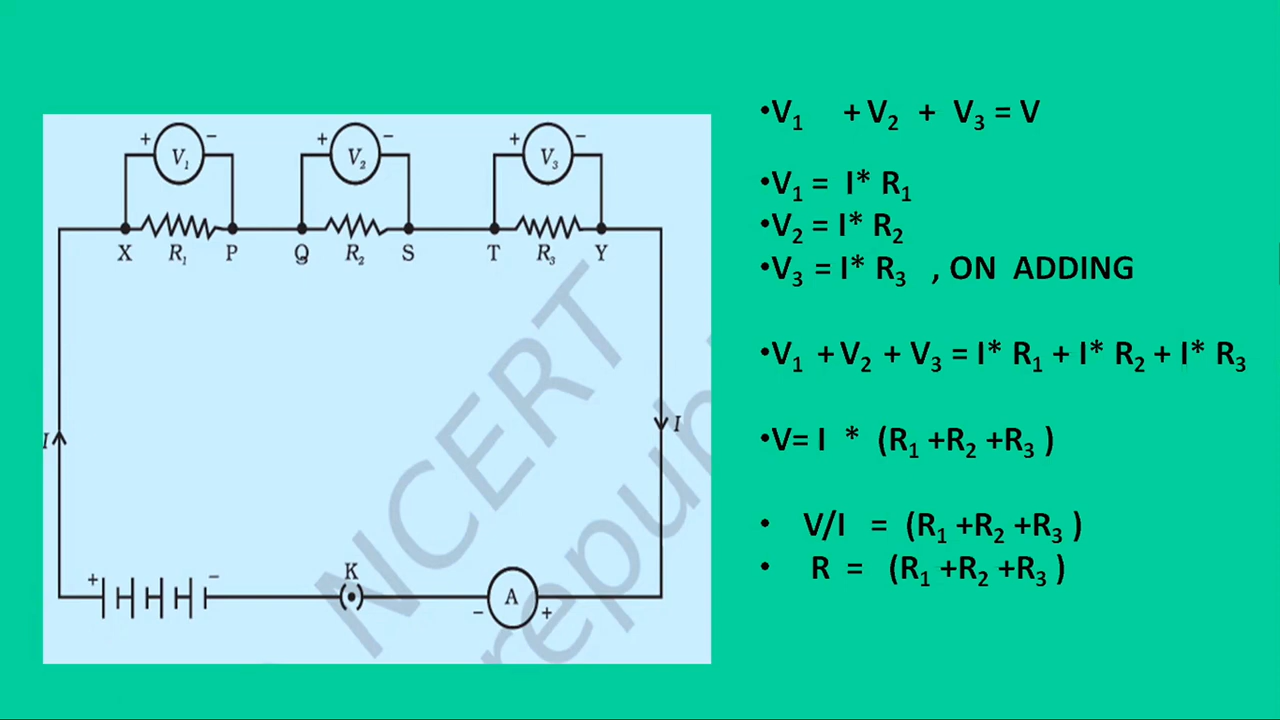 + V₁ − + V₂ − + V₃ −
X R₁ P Q R₂ S T R₃ Y
I I
+ − K − A +
NCERT
republi
•V₁ + V₂ + V₃ = V
•V₁ = I* R₁
•V₂ = I* R₂
•V₃ = I* R₃ , ON ADDING
•V₁ + V₂ + V₃ = I* R₁ + I* R₂ + I* R₃
•V= I * (R₁ +R₂ +R₃ )
• V/I = (R₁ +R₂ +R₃ )
• R = (R₁ +R₂ +R₃ )